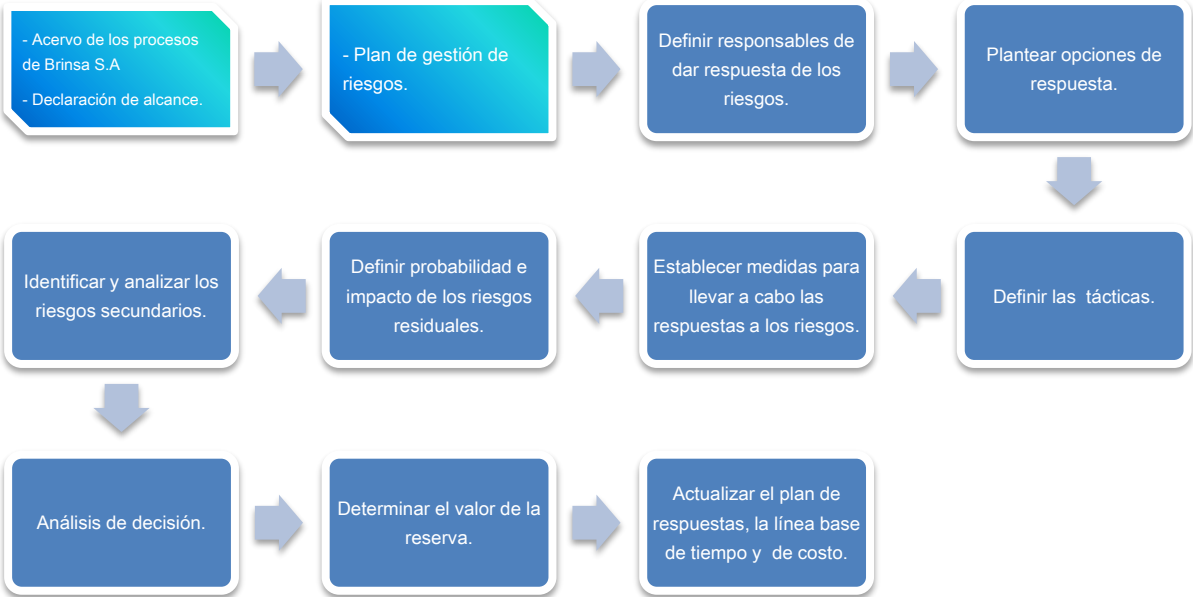 - Acervo de los procesos
de Brinsa S.A
- Declaración de alcance.
- Plan de gestión de
riesgos.
Definir responsables de
dar respuesta de los
riesgos.
Plantear opciones de
respuesta.
Definir las  tácticas.
Establecer medidas para
llevar a cabo las
respuestas a los riesgos.
Definir probabilidad e
impacto de los riesgos
residuales.
Identificar y analizar los
riesgos secundarios.
Análisis de decisión.
Determinar el valor de la
reserva.
Actualizar el plan de
respuestas, la línea base
de tiempo y  de costo.